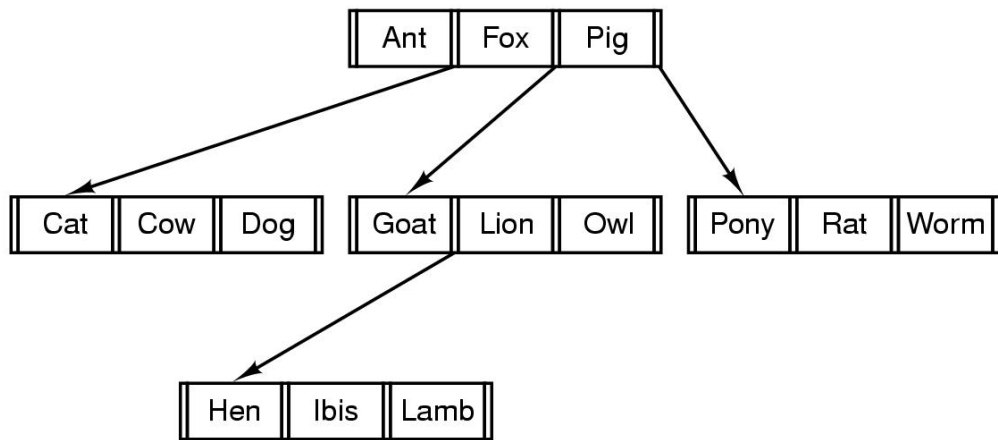 Ant Fox Pig
Cat Cow Dog Goat Lion Owl Pony Rat Worm
Hen Ibis Lamb